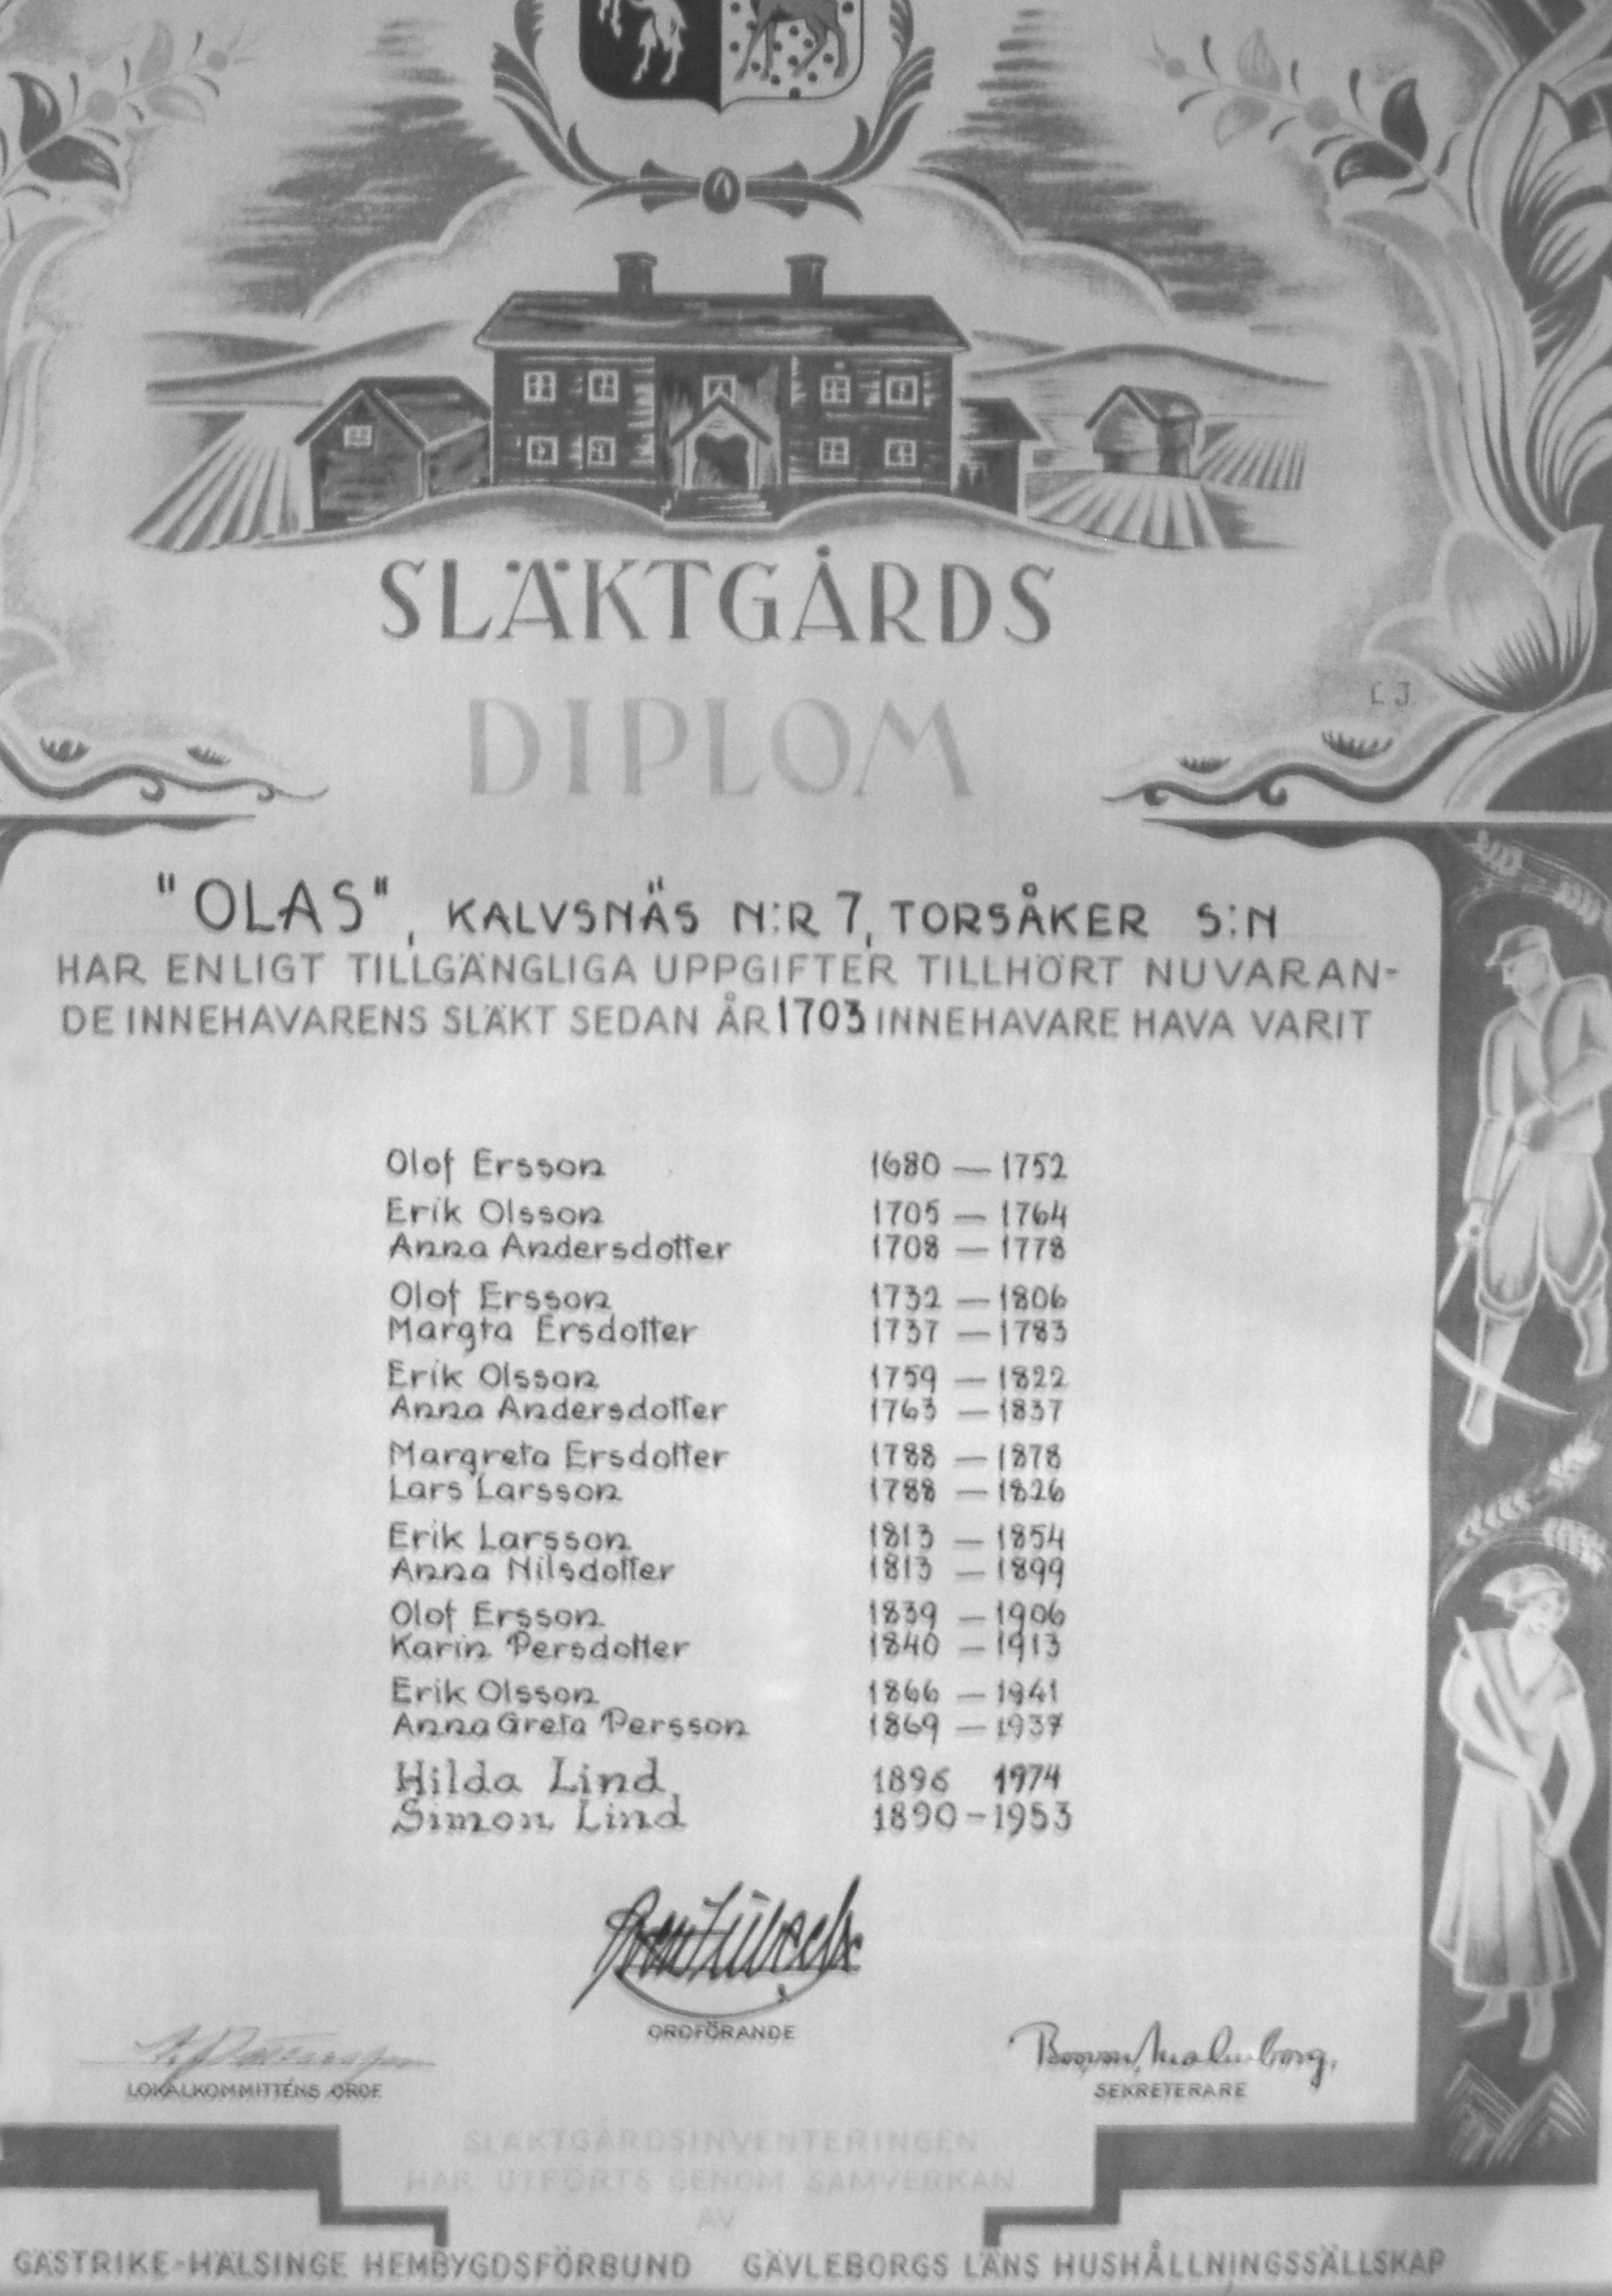 SLÄKTGÅRDS
L J.
DIPLOM
"OLAS", KALVSNÄS N:R 7, TORSÅKER S:N
HAR ENLIGT TILLGÄNGLIGA UPPGIFTER TILLHÖRT NUVARAN-
DE INNEHAVARENS SLÄKT SEDAN ÅR 1703 INNEHAVARE HAVA VARIT
Olof Ersson 1680 — 1752
Erik Olsson 1705 — 1764
Anna Andersdotter 1708 — 1778
Olof Ersson 1732 — 1806
Margta Ersdotter 1737 — 1783
Erik Olsson 1759 — 1822
Anna Andersdotter 1763 — 1837
Margreta Ersdotter 1788 — 1878
Lars Larsson 1788 — 1826
Erik Larsson 1813 — 1854
Anna Nilsdotter 1813 — 1899
Olof Ersson 1839 — 1906
Karin Persdotter 1840 — 1913
Erik Olsson 1866 — 1941
Anna Greta Persson 1869 — 1937
Hilda Lind 1896 1974
Simon Lind 1890 – 1953
ORDFÖRANDE
Malmborg.
LOKALKOMMITTÉNS ORDF.
SEKRETERARE
SLÄKTGÅRDSINVENTERINGEN
HAR UTFÖRTS GENOM SAMVERKAN
AV
GÄSTRIKE-HÄLSINGE HEMBYGDSFÖRBUND GÄVLEBORGS LÄNS HUSHÅLLNINGSSÄLLSKAP